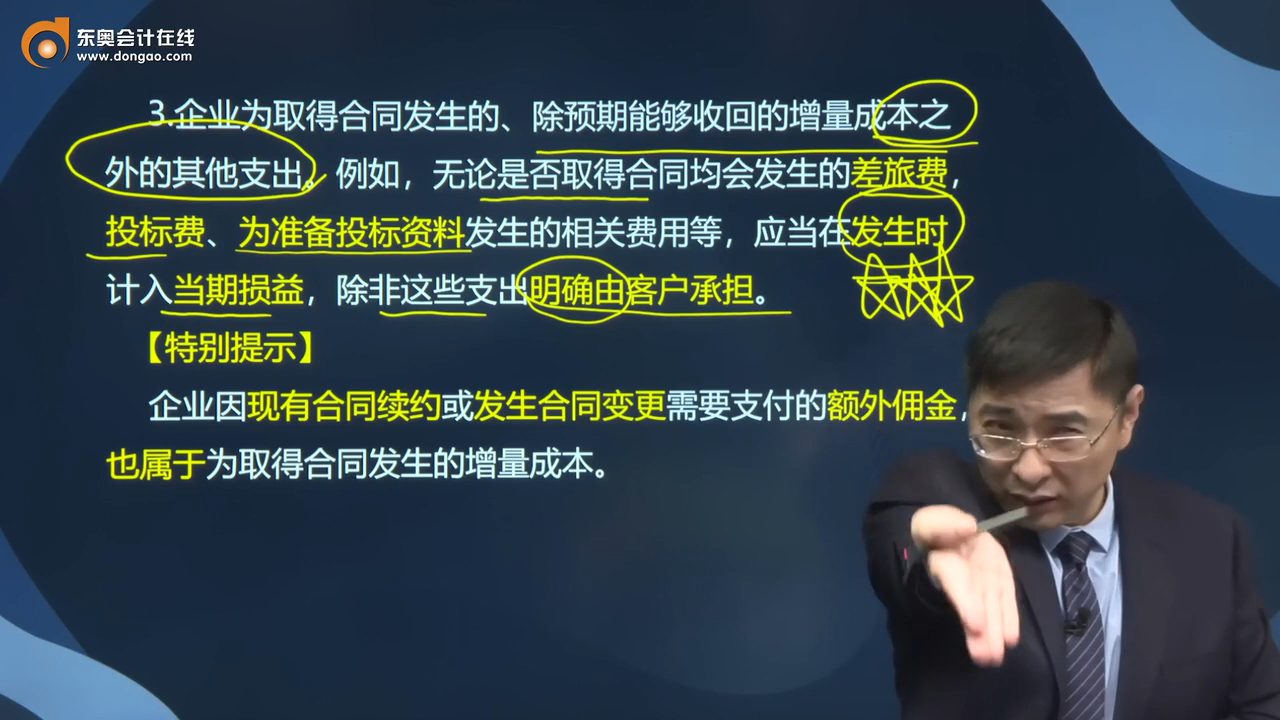 东奥会计在线
www.dongao.com
3.企业为取得合同发生的、除预期能够收回的增量成本之
外的其他支出。例如，无论是否取得合同均会发生的差旅费，
投标费、为准备投标资料发生的相关费用等，应当在发生时
计入当期损益，除非这些支出明确由客户承担。
【特别提示】
企业因现有合同续约或发生合同变更需要支付的额外佣金，
也属于为取得合同发生的增量成本。